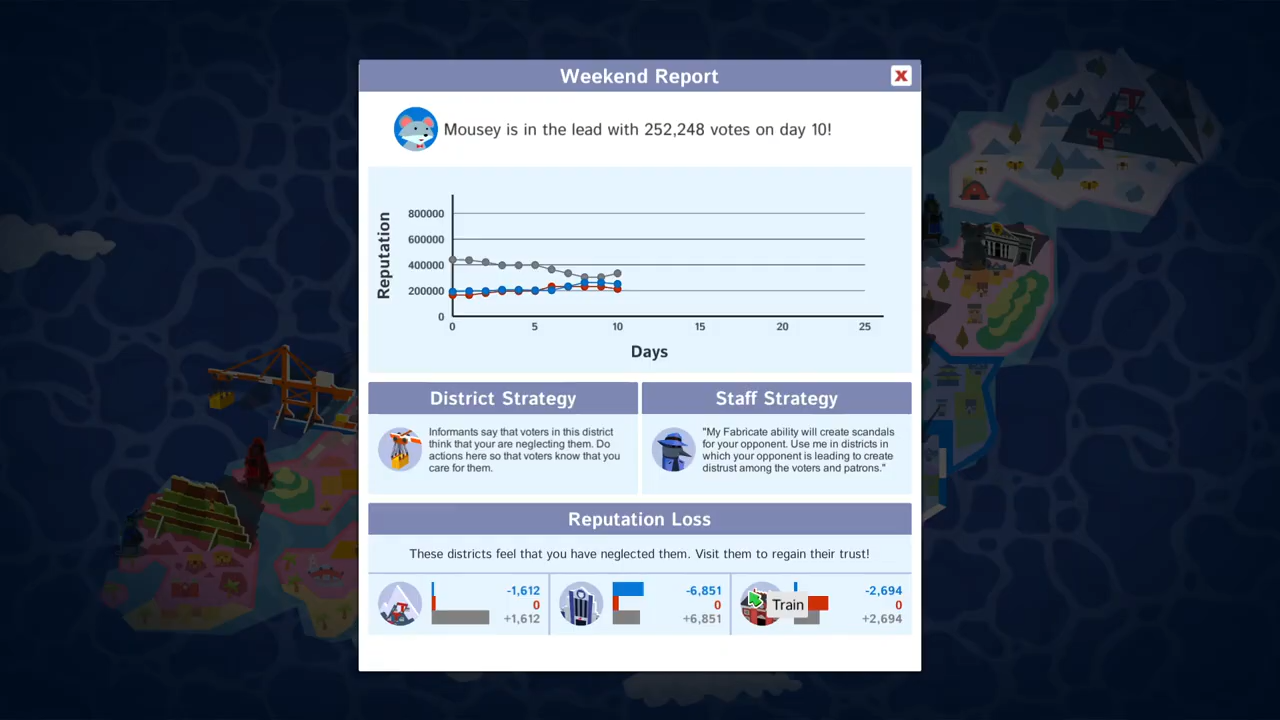 Weekend Report
X
Mousey is in the lead with 252,248 votes on day 10!
Reputation
800000
600000
400000
200000
0
0 5 10 15 20 25
Days
District Strategy
Informants say that voters in this district
think that your are neglecting them. Do
actions here so that voters know that you
care for them.
Staff Strategy
"My Fabricate ability will create scandals
for your opponent. Use me in districts in
which your opponent is leading to create
distrust among the voters and patrons."
Reputation Loss
These districts feel that you have neglected them. Visit them to regain their trust!
-1,612
0
+1,612
-6,851
0
+6,851
Train
-2,694
0
+2,694